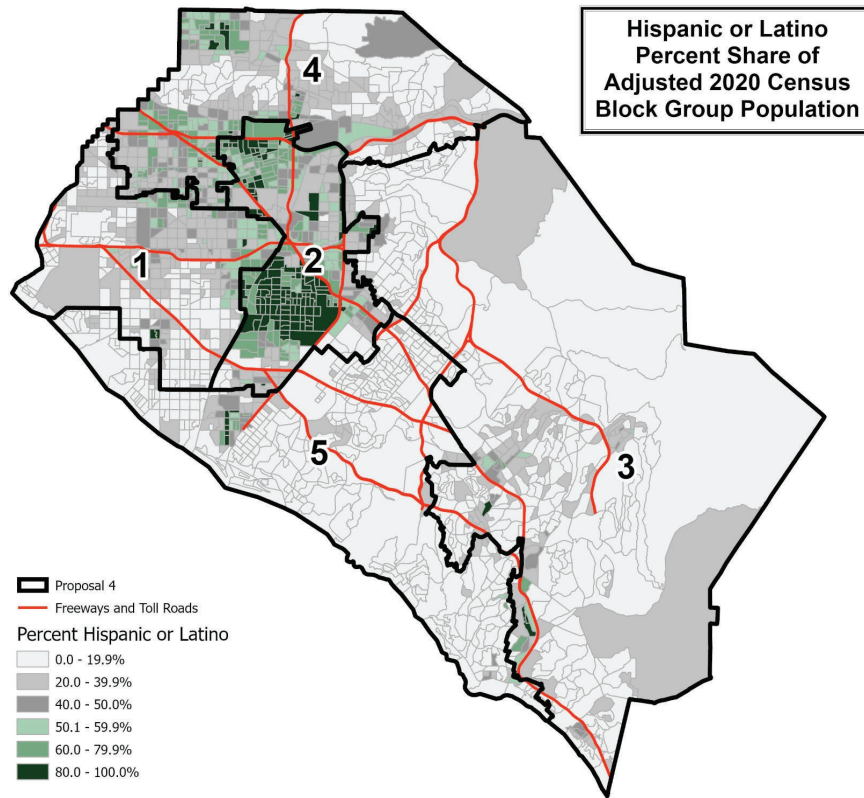 Hispanic or Latino
Percent Share of
Adjusted 2020 Census
Block Group Population
4
1
2
5
3
Proposal 4
Freeways and Toll Roads
Percent Hispanic or Latino
0.0 - 19.9%
20.0 - 39.9%
40.0 - 50.0%
50.1 - 59.9%
60.0 - 79.9%
80.0 - 100.0%